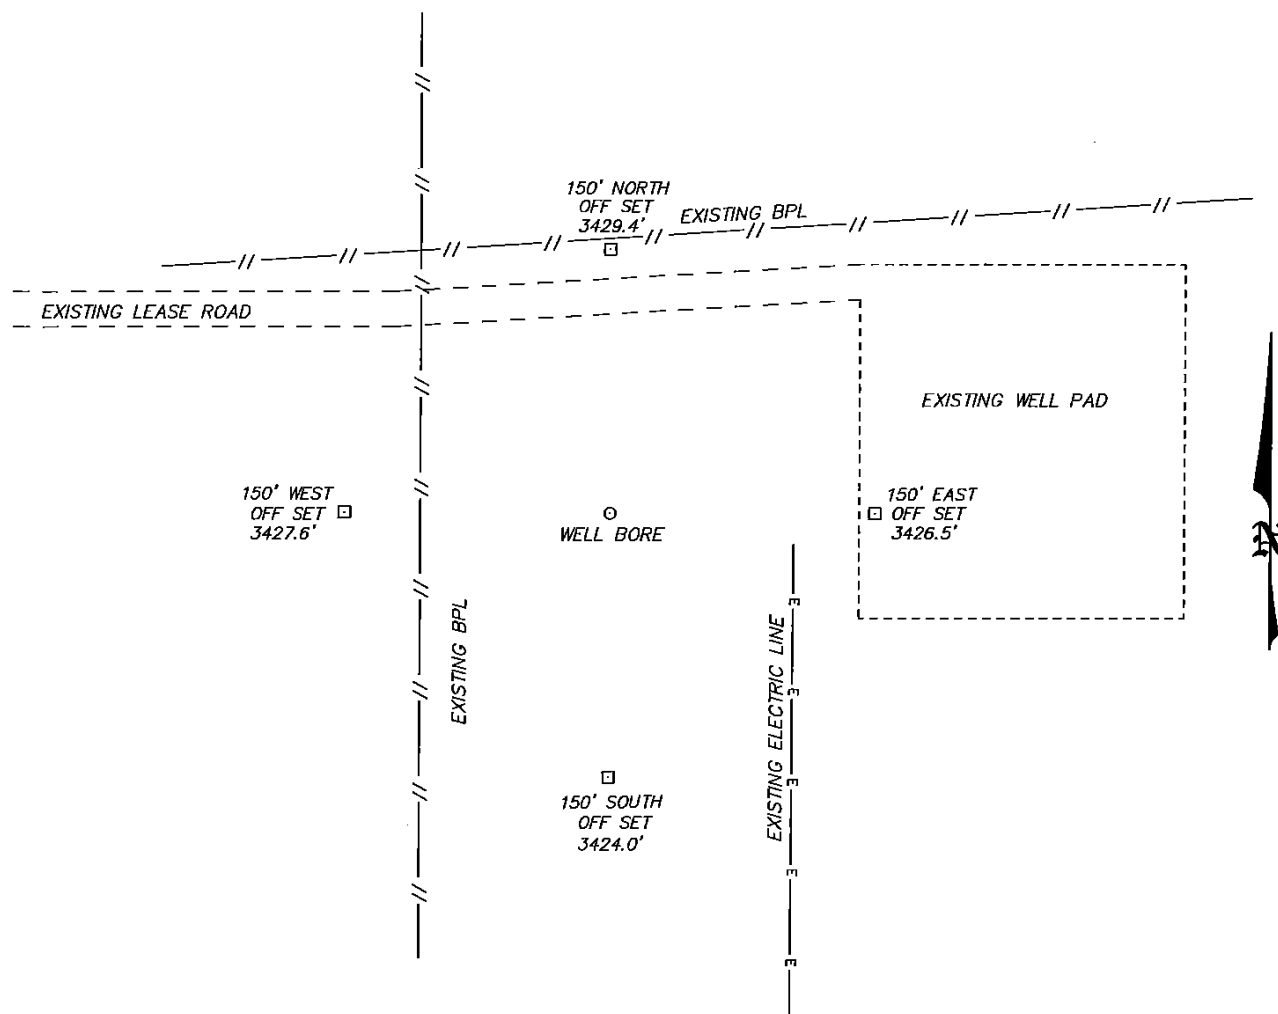 150' NORTH
OFF SET
3429.4'
EXISTING BPL
EXISTING LEASE ROAD
EXISTING WELL PAD
150' WEST
OFF SET
3427.6'
WELL BORE
150' EAST
OFF SET
3426.5'
EXISTING BPL
EXISTING ELECTRIC LINE
E
E
E
E
E
150' SOUTH
OFF SET
3424.0'
N